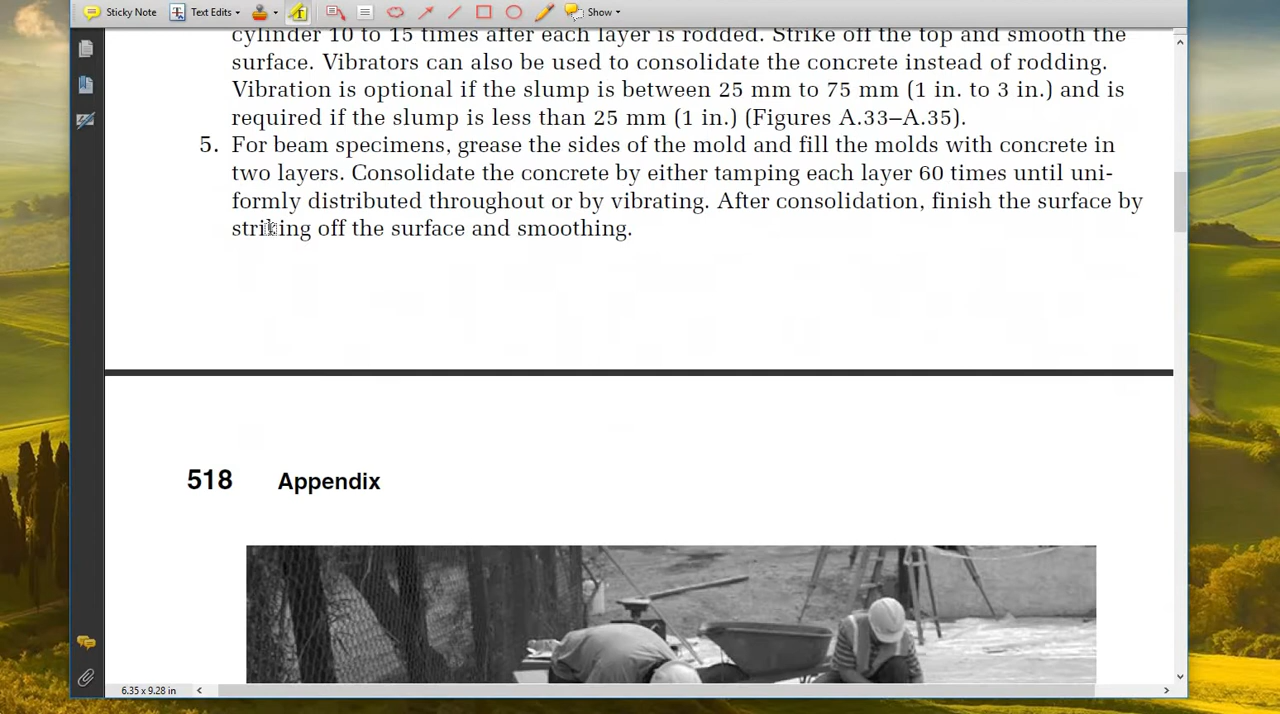 Sticky Note Text Edits Show
cylinder 10 to 15 times after each layer is rodded. Strike off the top and smooth the
surface. Vibrators can also be used to consolidate the concrete instead of rodding.
Vibration is optional if the slump is between 25 mm to 75 mm (1 in. to 3 in.) and is
required if the slump is less than 25 mm (1 in.) (Figures A.33–A.35).
5. For beam specimens, grease the sides of the mold and fill the molds with concrete in
two layers. Consolidate the concrete by either tamping each layer 60 times until uni-
formly distributed throughout or by vibrating. After consolidation, finish the surface by
striking off the surface and smoothing.
518 Appendix
6.35 x 9.28 in